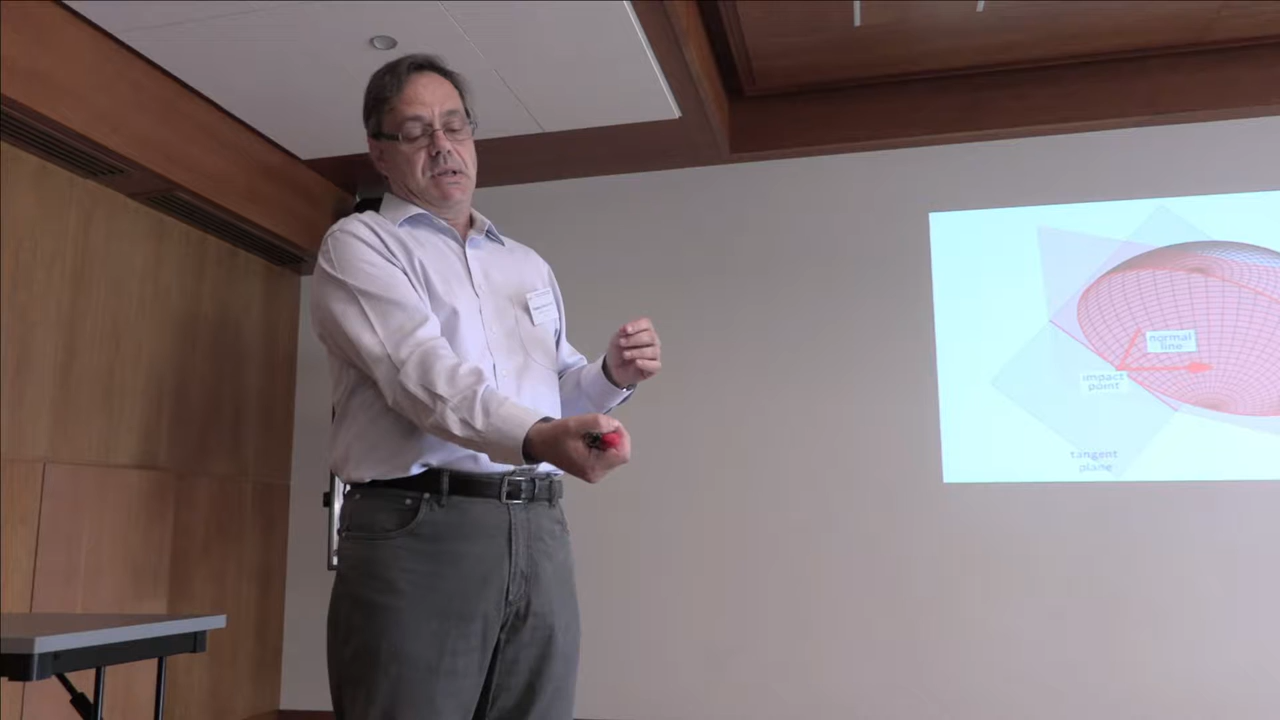 normal
line
impact
point
tangent
plane